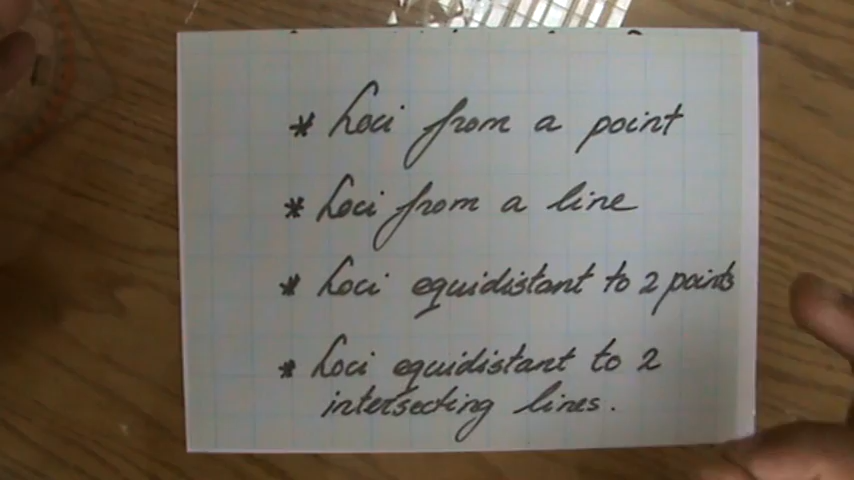 * Loci from a point
* Loci from a line
* Loci equidistant to 2 points
* Loci equidistant to 2
intersecting lines.